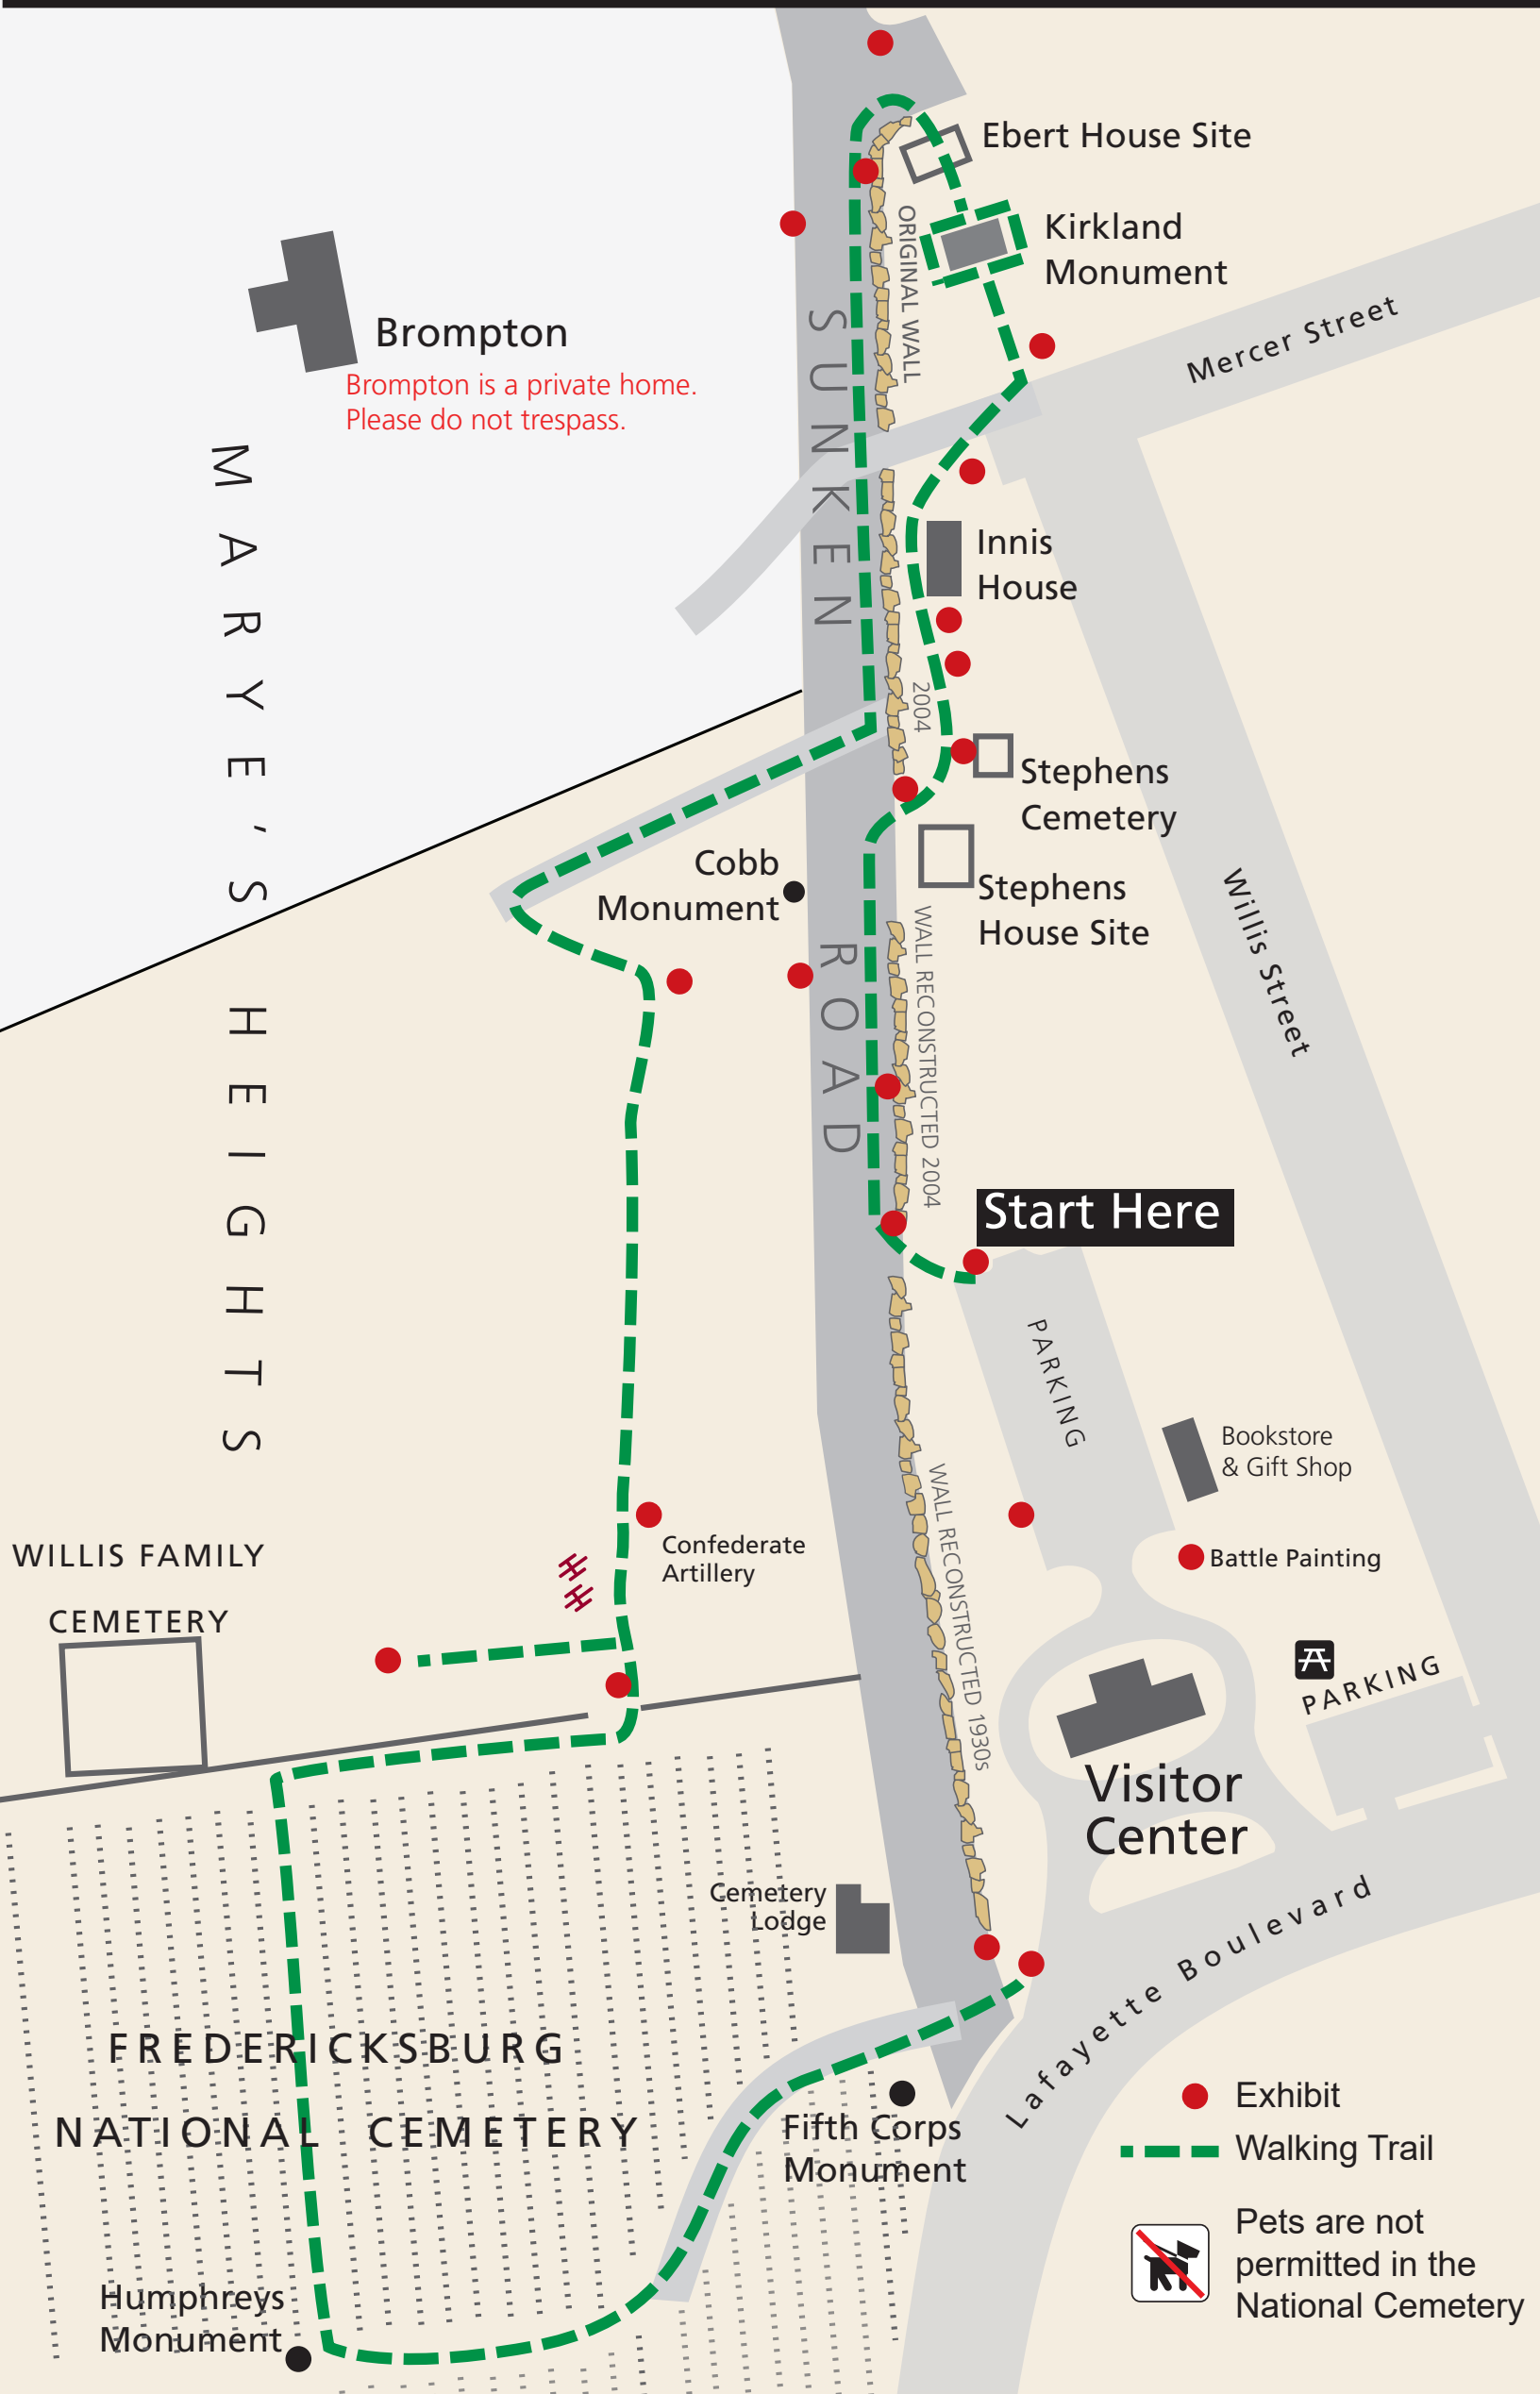 Ebert House Site
Kirkland
Monument
ORIGINAL WALL
Mercer Street
Brompton
Brompton is a private home.
Please do not trespass.
SUNKEN ROAD
MARYE'S HEIGHTS
Innis
House
2004
Stephens
Cemetery
Cobb
Monument
Stephens
House Site
Willis Street
WALL RECONSTRUCTED 2004
Start Here
PARKING
Bookstore
& Gift Shop
WALL RECONSTRUCTED 1930s
Confederate
Artillery
Battle Painting
WILLIS FAMILY
CEMETERY
PARKING
Visitor
Center
Cemetery
Lodge
Lafayette Boulevard
FREDERICKSBURG
NATIONAL CEMETERY
Fifth Corps
Monument
Humphreys
Monument
Exhibit
Walking Trail
Pets are not
permitted in the
National Cemetery